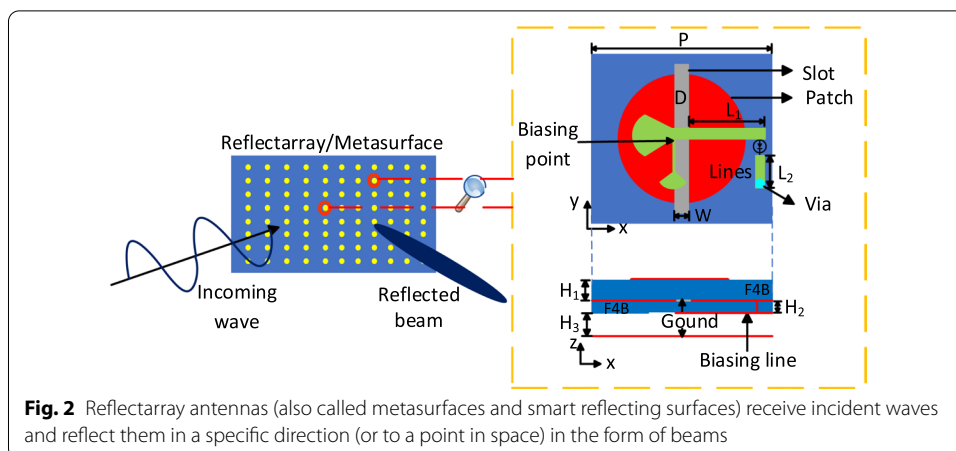 P
Slot
D
Patch
L1
Biasing
point
Reflectarray/Metasurface
Lines
L2
Via
y
W
x
Incoming
wave
Reflected
beam
H1
F4B
F4B
H2
H3
Gound
z
x
Biasing line
Fig. 2 Reflectarray antennas (also called metasurfaces and smart reflecting surfaces) receive incident waves
and reflect them in a specific direction (or to a point in space) in the form of beams